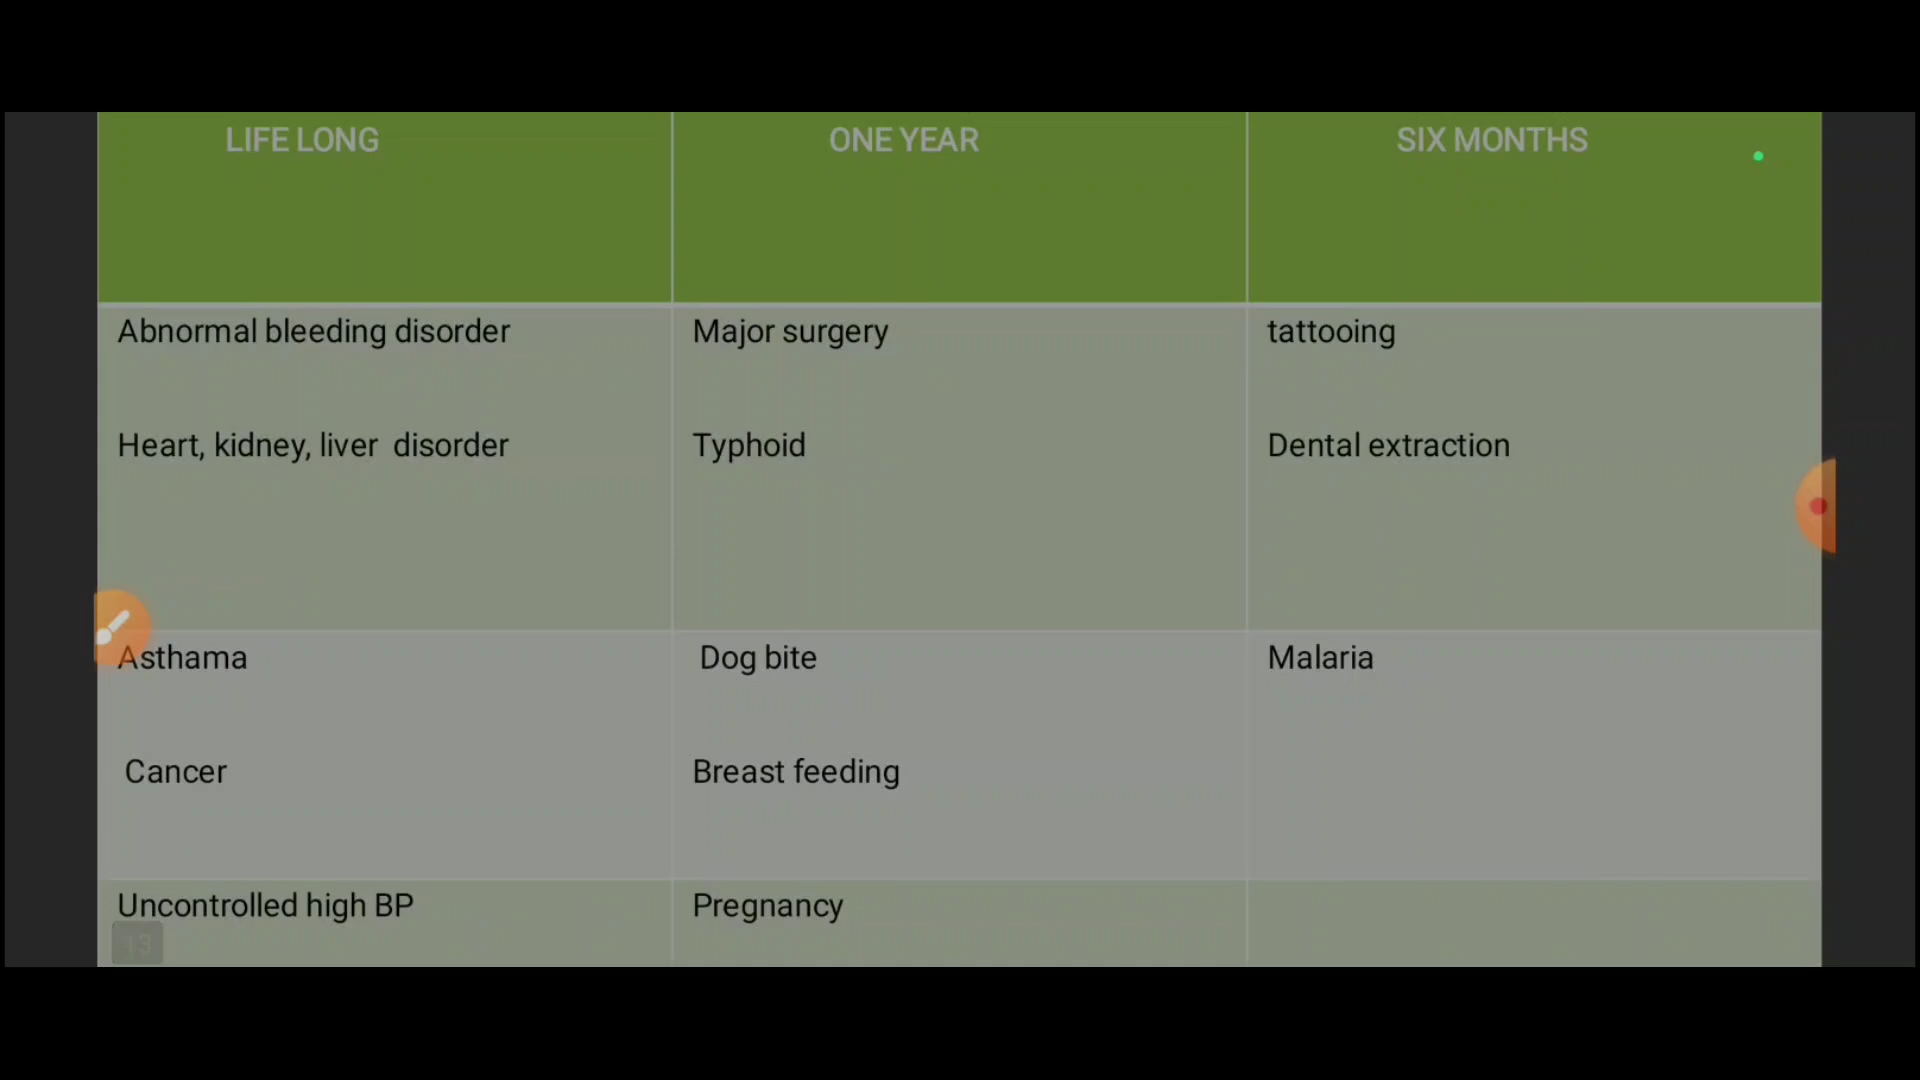 LIFE LONG ONE YEAR SIX MONTHS
Abnormal bleeding disorder Major surgery tattooing
Heart, kidney, liver disorder Typhoid Dental extraction
Asthama Dog bite Malaria
Cancer Breast feeding
Uncontrolled high BP Pregnancy
13